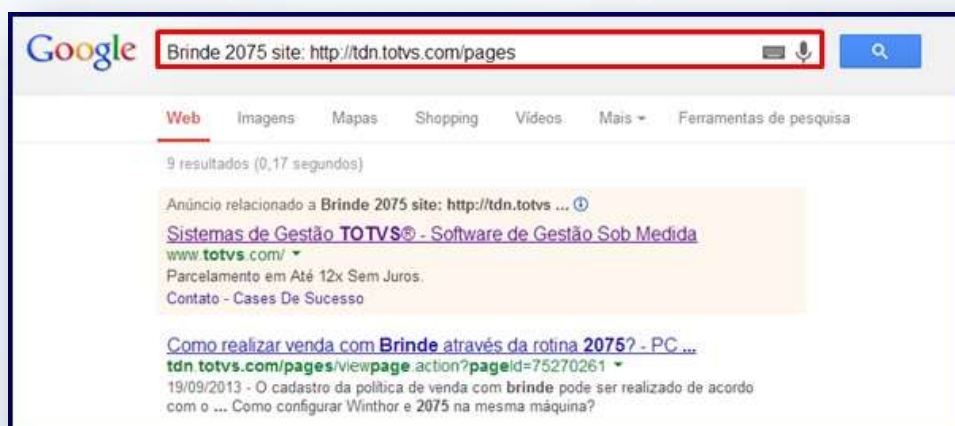 Google
Brinde 2075 site: http://tdn.totvs.com/pages
Web Imagens Mapas Shopping Vídeos Mais Ferramentas de pesquisa
9 resultados (0,17 segundos)
Anúncio relacionado a Brinde 2075 site: http://tdn.totvs ...
Sistemas de Gestão TOTVS® - Software de Gestão Sob Medida
www.totvs.com/
Parcelamento em Até 12x Sem Juros.
Contato - Cases De Sucesso
Como realizar venda com Brinde através da rotina 2075? - PC ...
tdn.totvs.com/pages/viewpage.action?pageId=75270261
19/09/2013 - O cadastro da política de venda com brinde pode ser realizado de acordo
com o ... Como configurar Winthor e 2075 na mesma máquina?